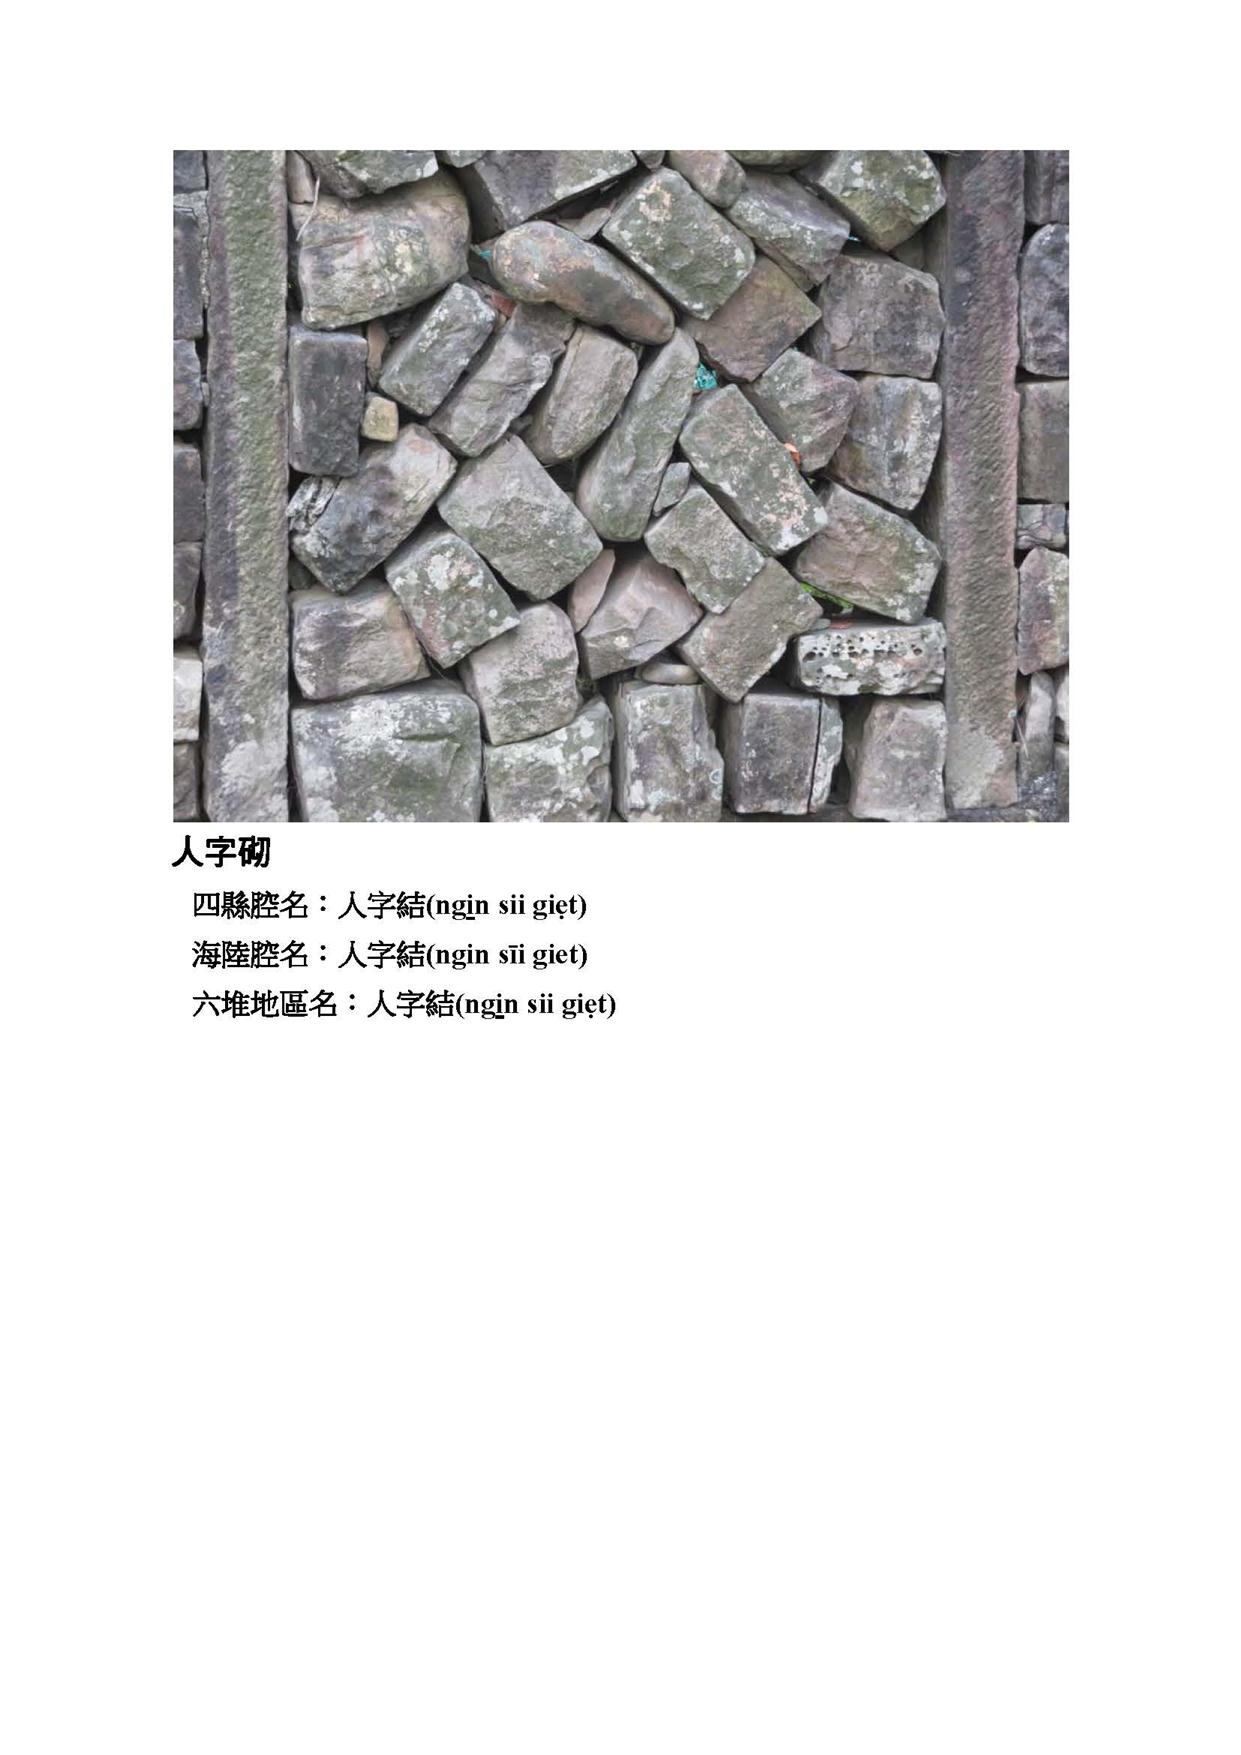 人字砌
四縣腔名：人字結(ngi̲n sii giẹt)
海陸腔名：人字結(ngin sīi giet)
六堆地區名：人字結(ngi̲n sii giẹt)